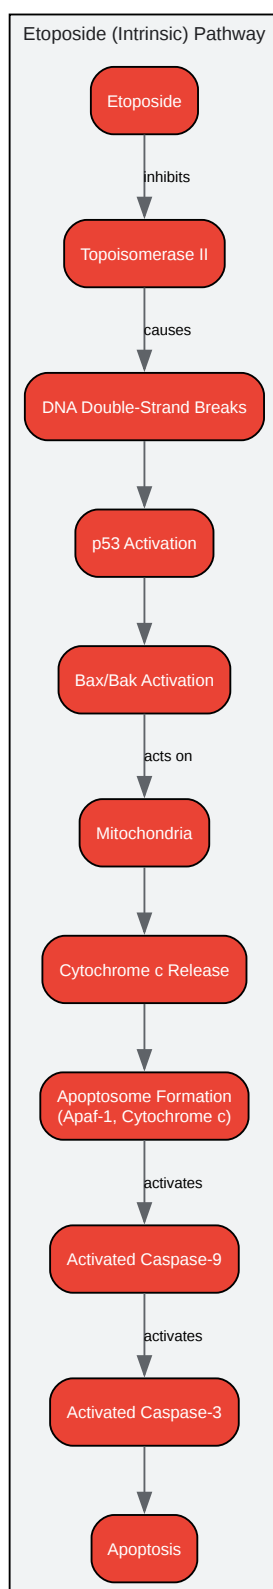 Etoposide (Intrinsic) Pathway
Etoposide
inhibits
Topoisomerase II
causes
DNA Double-Strand Breaks
p53 Activation
Bax/Bak Activation
acts on
Mitochondria
Cytochrome c Release
Apoptosome Formation
(Apaf-1, Cytochrome c)
activates
Activated Caspase-9
activates
Activated Caspase-3
Apoptosis